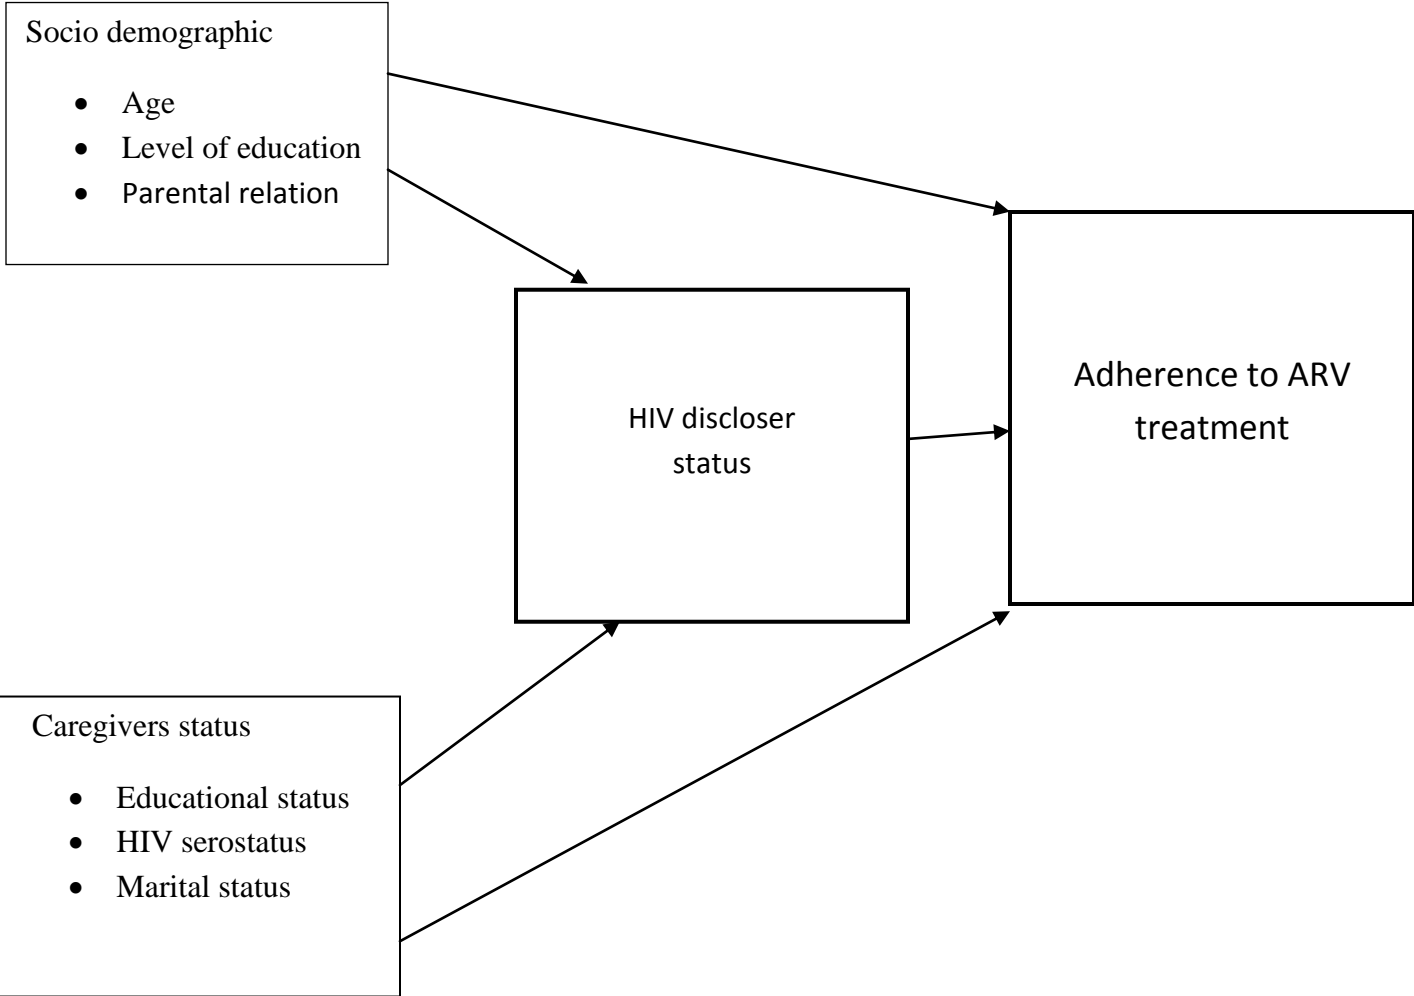 Socio demographic
• Age
• Level of education
• Parental relation
HIV discloser
status
Adherence to ARV
treatment
Caregivers status
• Educational status
• HIV serostatus
• Marital status